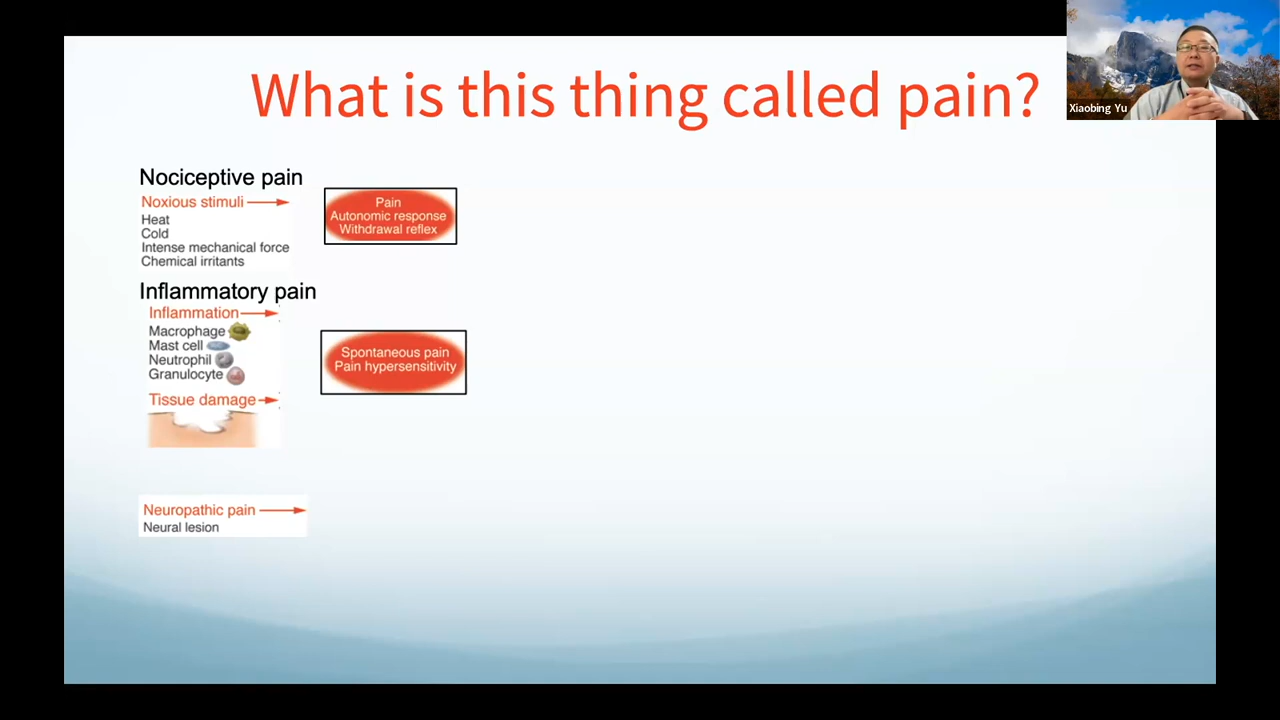 What is this thing called pain?
Xiaobing Yu
Nociceptive pain
Noxious stimuli
Heat
Cold
Intense mechanical force
Chemical irritants
Pain
Autonomic response
Withdrawal reflex
Inflammatory pain
Inflammation
Macrophage
Mast cell
Neutrophil
Granulocyte
Tissue damage
Spontaneous pain
Pain hypersensitivity
Neuropathic pain
Neural lesion